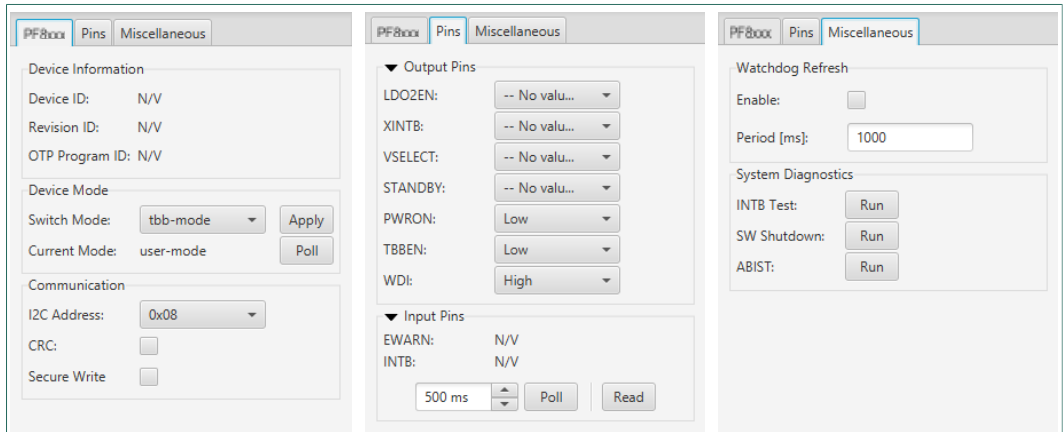 PF8xxx Pins Miscellaneous
Device Information
Device ID: N/V
Revision ID: N/V
OTP Program ID: N/V
Device Mode
Switch Mode: tbb-mode Apply
Current Mode: user-mode Poll
Communication
I2C Address: 0x08
CRC:
Secure Write
PF8xxx Pins Miscellaneous
Output Pins
LDO2EN: -- No valu...
XINTB: -- No valu...
VSELECT: -- No valu...
STANDBY: -- No valu...
PWRON: Low
TBBEN: Low
WDI: High
Input Pins
EWARN: N/V
INTB: N/V
500 ms Poll Read
PF8xxx Pins Miscellaneous
Watchdog Refresh
Enable:
Period [ms]: 1000
System Diagnostics
INTB Test: Run
SW Shutdown: Run
ABIST: Run